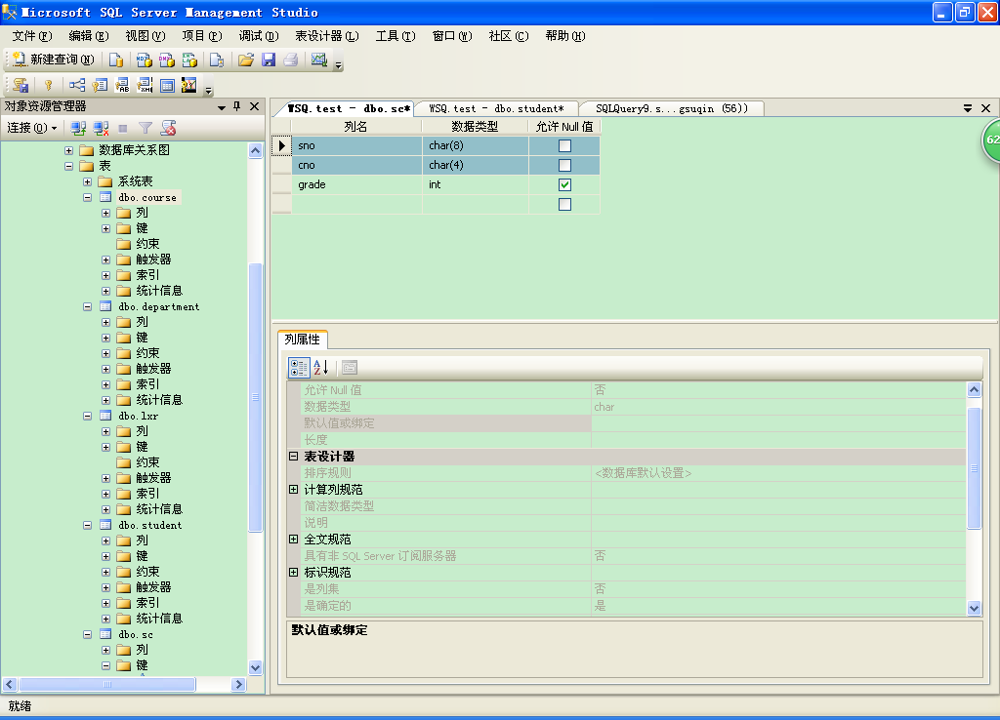 Microsoft SQL Server Management Studio
文件(F) 编辑(E) 视图(V) 项目(P) 调试(D) 表设计器(L) 工具(T) 窗口(W) 社区(C) 帮助(H)
新建查询(N)
对象资源管理器
连接(O)
数据库关系图
表
系统表
dbo.course
列
键
约束
触发器
索引
统计信息
dbo.department
列
键
约束
触发器
索引
统计信息
dbo.lxr
列
键
约束
触发器
索引
统计信息
dbo.student
列
键
约束
触发器
索引
统计信息
dbo.sc
列
键
WSQ.test - dbo.sc* WSQ.test - dbo.student* SQLQuery9.s...gsuqin (56))
列名 数据类型 允许 Null 值
sno char(8)
cno char(4)
grade int
62
列属性
允许 Null 值 否
数据类型 char
默认值或绑定
长度
表设计器
排序规则 <数据库默认设置>
计算列规范
简洁数据类型
说明
全文规范
具有非 SQL Server 订阅服务器 否
标识规范
是列集 否
是确定的 是
默认值或绑定
就绪